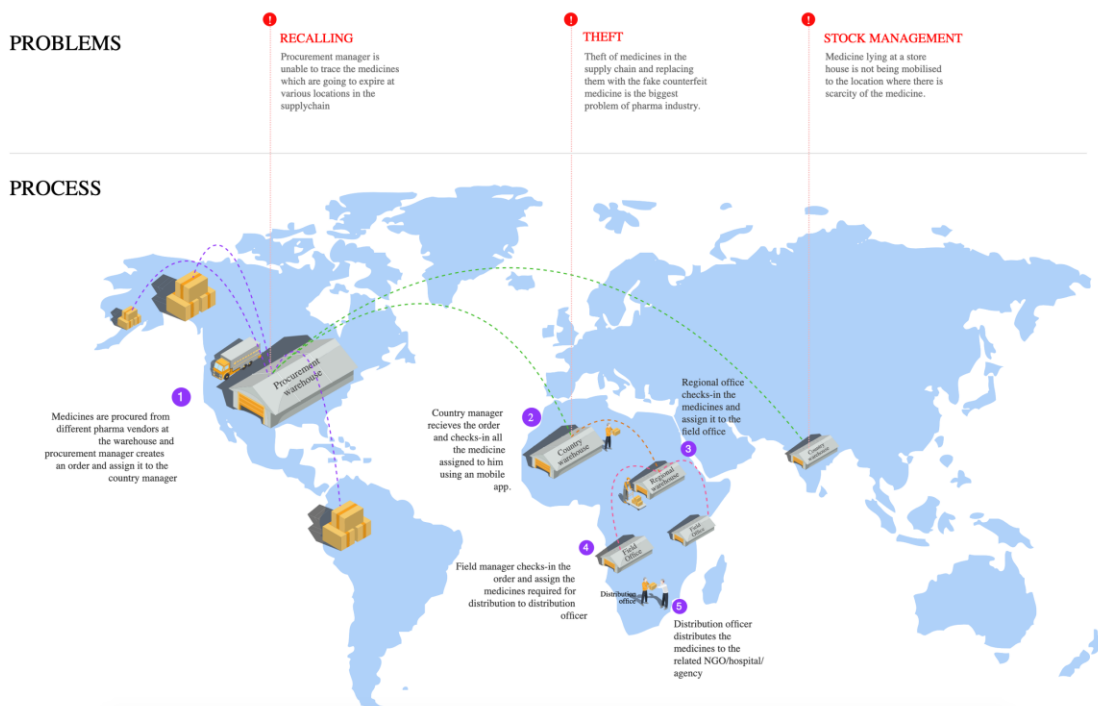 PROBLEMS
!
RECALLING
Procurement manager is
unable to trace the medicines
which are going to expire at
various locations in the
supplychain
!
THEFT
Theft of medicines in the
supply chain and replacing
them with the fake counterfeit
medicine is the biggest
problem of pharma industry.
!
STOCK MANAGEMENT
Medicine lying at a store
house is not being mobilised
to the location where there is
scarcity of the medicine.
PROCESS
Procurement
warehouse
1
Medicines are procured from
different pharma vendors at
the warehouse and
procurement manager creates
an order and assign it to the
country manager
2
Country manager
recieves the order
and checks-in all
the medicine
assigned to him
using an mobile
app.
Country
warehouse
Regional office
checks-in the
medicines and
assign it to the
field office
3
Regional
warehouse
Country
warehouse
Field
Office
4
Field
Office
Field manager checks-in the
order and assign the
medicines required for
distribution to distribution
officer
Distribution
office
5
Distribution officer
distributes the
medicines to the
related NGO/hospital/
agency